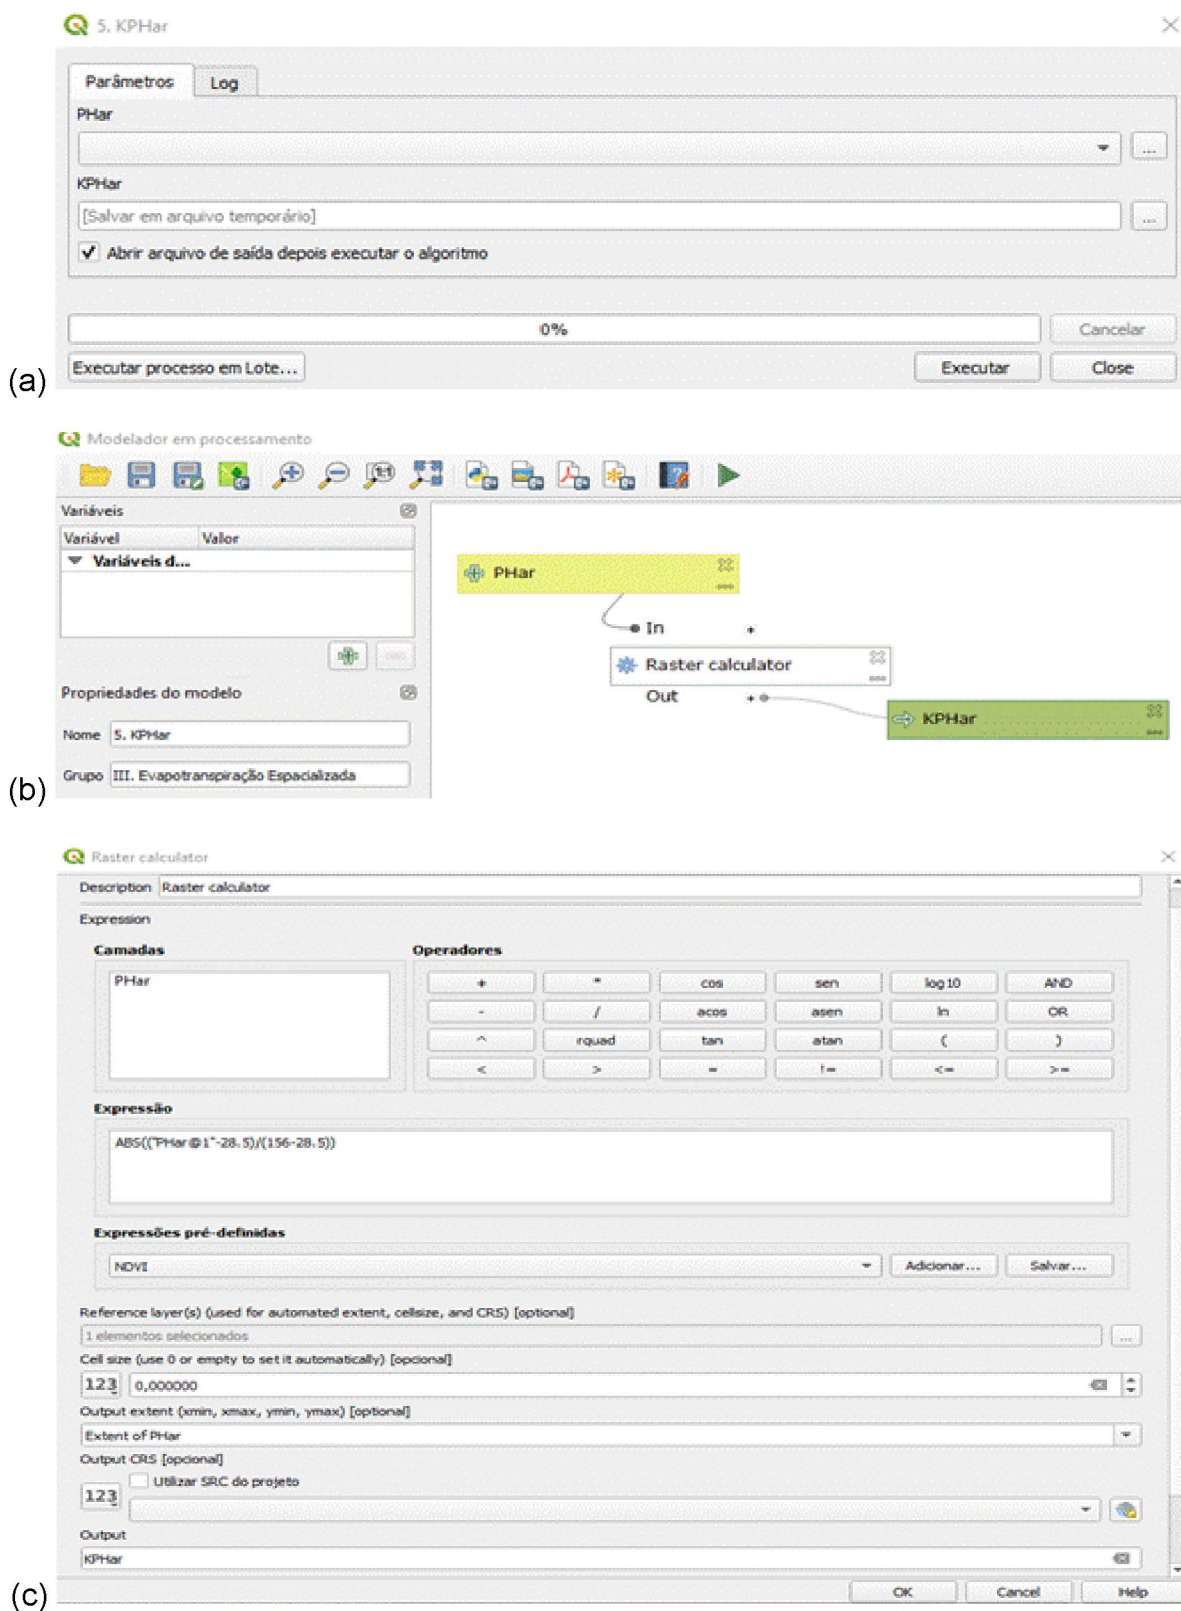 5. KPHar
Parâmetros Log
PHar
...
KPHar
[Salvar em arquivo temporário] ...
Abrir arquivo de saída depois executar o algoritmo
0% Cancelar
(a) Executar processo em Lote... Executar Close
Modelador em processamento
1:1
Variáveis
Variável Valor
Variáveis d...
PHar
In
Raster calculator
Out
KPHar
Propriedades do modelo
Nome 5. KPHar
(b) Grupo III. Evapotranspiração Espacializada
Raster calculator
Description Raster calculator
Expression
Camadas Operadores
PHar
+ * cos sen log10 AND
- / acos asen ln OR
^ rquad tan atan ( )
< > = != <= >=
Expressão
ABS(("PHar@1"-28.5)/(156-28.5))
Expressões pré-definidas
NDVI Adicionar... Salvar...
Reference layer(s) (used for automated extent, cellsize, and CRS) [optional]
1 elementos selecionados ...
Cell size (use 0 or empty to set it automatically) [opcional]
123 0,000000
Output extent (xmin, xmax, ymin, ymax) [optional]
Extent of PHar
Output CRS [opcional]
Utilizar SRC do projeto
123
Output
KPHar
(c) OK Cancel Help